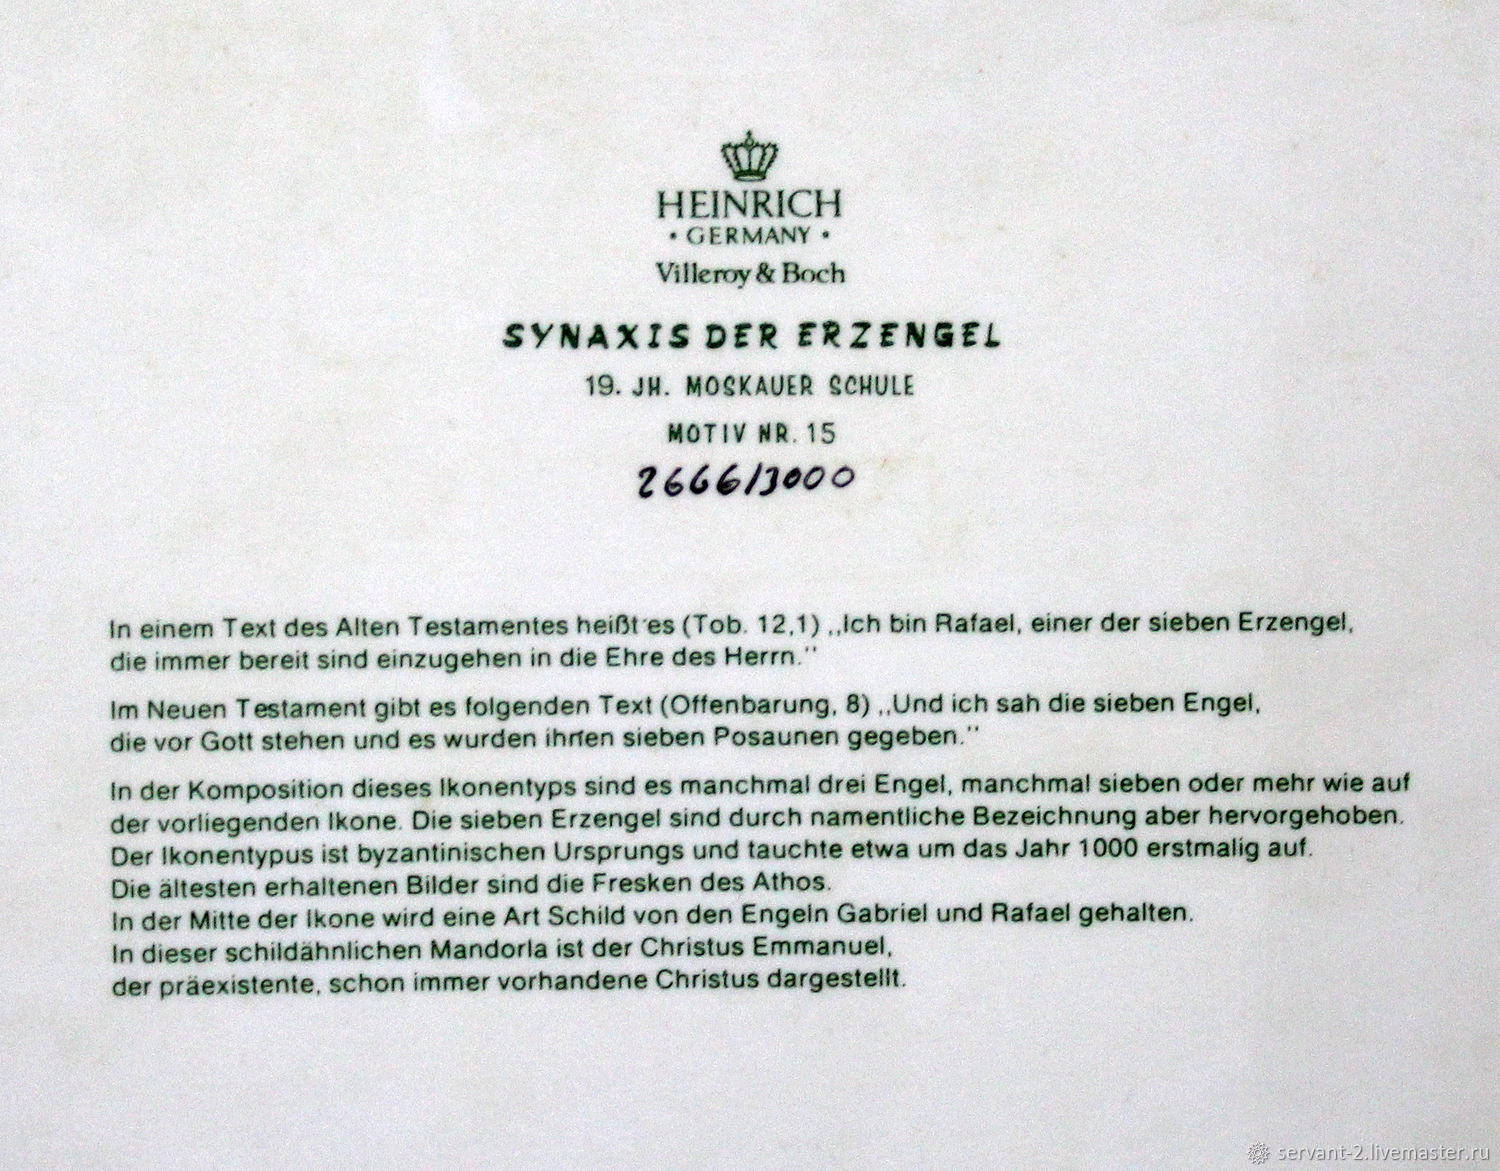 HEINRICH
• GERMANY •
Villeroy & Boch
SYNAXIS DER ERZENGEL
19. JH. MOSKAUER SCHULE
MOTIV NR. 15
2666/3000
In einem Text des Alten Testamentes heißt es (Tob. 12,1) ,,Ich bin Rafael, einer der sieben Erzengel,
die immer bereit sind einzugehen in die Ehre des Herrn.''
Im Neuen Testament gibt es folgenden Text (Offenbarung, 8) ,,Und ich sah die sieben Engel,
die vor Gott stehen und es wurden ihnen sieben Posaunen gegeben.''
In der Komposition dieses Ikonentyps sind es manchmal drei Engel, manchmal sieben oder mehr wie auf
der vorliegenden Ikone. Die sieben Erzengel sind durch namentliche Bezeichnung aber hervorgehoben.
Der Ikonentypus ist byzantinischen Ursprungs und tauchte etwa um das Jahr 1000 erstmalig auf.
Die ältesten erhaltenen Bilder sind die Fresken des Athos.
In der Mitte der Ikone wird eine Art Schild von den Engeln Gabriel und Rafael gehalten.
In dieser schildähnlichen Mandorla ist der Christus Emmanuel,
der präexistente, schon immer vorhandene Christus dargestellt.
servant-2.livemaster.ru